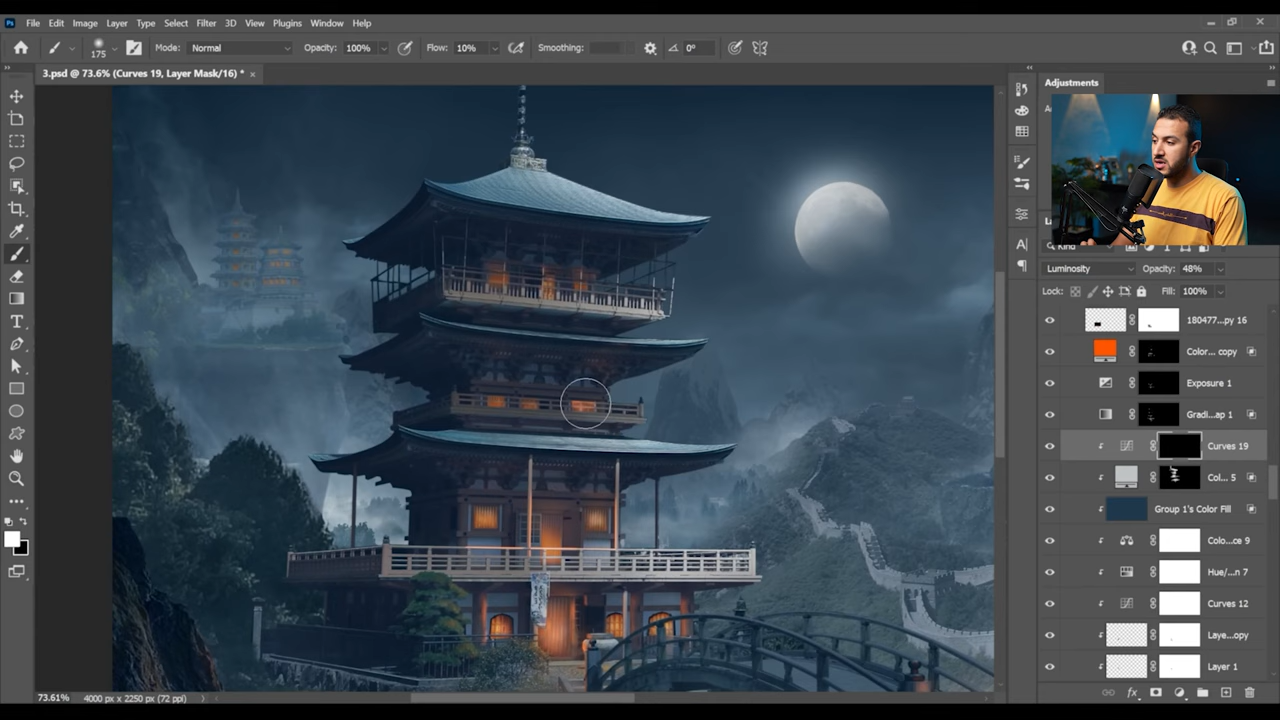 Ps File Edit Image Layer Type Select Filter 3D View Plugins Window Help
175 Mode: Normal Opacity: 100% Flow: 10% Smoothing: 0°
3.psd @ 73.6% (Curves 19, Layer Mask/16) *
Adjustments
Kind
Luminosity Opacity: 48%
Lock: Fill: 100%
180477...py 16
Color... copy
Exposure 1
Gradi...ap 1
Curves 19
Col... 5
Group 1's Color Fill
Colo...ce 9
Hue/...n 7
Curves 12
Laye...opy
Layer 1
73.61% 4000 px x 2250 px (72 ppi)